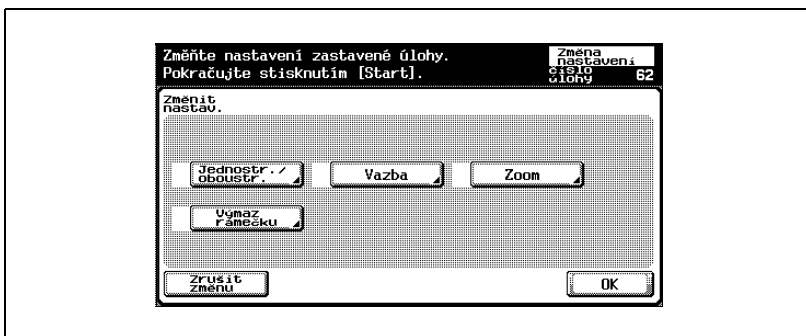 Změňte nastavení zastavené úlohy.
Pokračujte stisknutím [Start].
Změna
nastavení
číslo
úlohy 62
Změnit
nastav.
Jednostr./
oboustr.
Vazba
Zoom
Výmaz
rámečku
Zrušit
změnu
OK